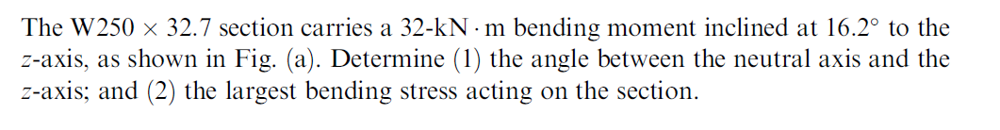 The W250 × 32.7 section carries a 32-kN · m bending moment inclined at 16.2° to the
z-axis, as shown in Fig. (a). Determine (1) the angle between the neutral axis and the
z-axis; and (2) the largest bending stress acting on the section.